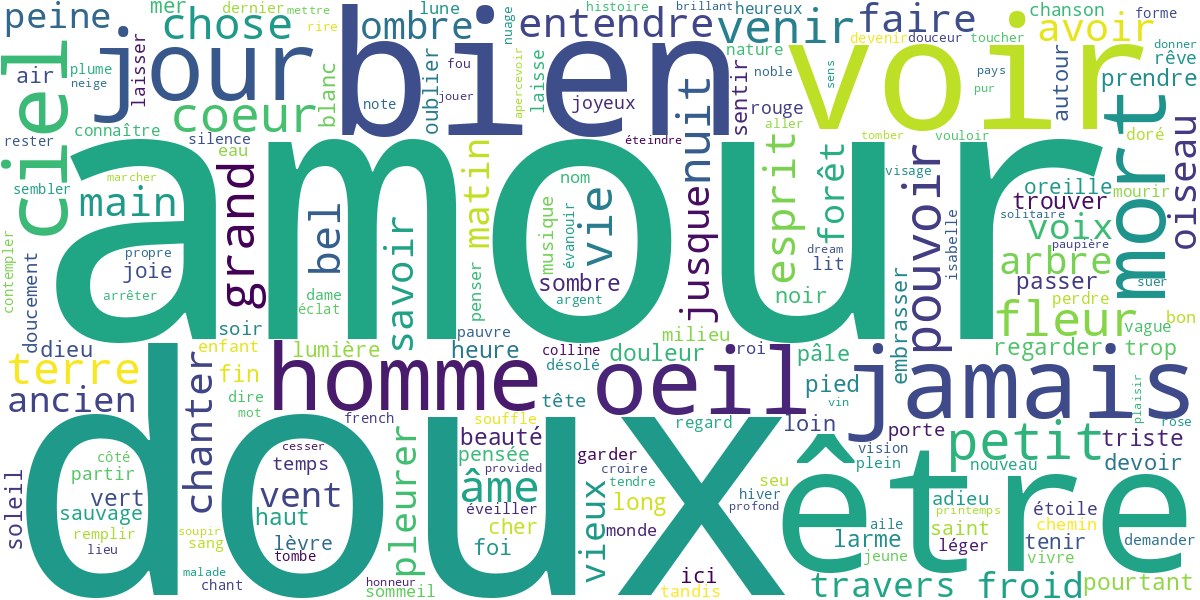 peine
mer
chose
dernier
mettre
rire
ombre
lune
bien
entendre
nuage
histoire
brillant
venir
heureux
faire
devenir
douceur
chanson
toucher
avoir
forme
donner
rêve
prendre
ciel
air
plume
neige
jour
laisser
coeur
blanc
note
fou
jouer
oublier
apercevoir
laisse
joyeux
sentir
nature
noble
rouge
voir
sens
pays
pur
autour
rester
connaître
silence
eau
éteindre
nuit
aller
tomber
vouloir
doré
mort
oiseau
sembler
marcher
main
amour
grand
bel
savoir
matin
musique
nom
évanouir
vie
jusque
esprit
forêt
visage
pouvoir
oreille
trouver
mourir
solitaire
voix
paupière
isabelle
contempler
propre
joie
arrêter
doucement
dame
éclat
penser
sombre
argent
dream
lit
noir
arbre
passer
suer
perdre
embrasser
fleur
vague
bon
soir
pauvre
milieu
adieu
enfant
lumière
heure
colline
désolé
douleur
roi
pâle
regarder
trop
terre
fin
homme
oeil
jamais
ancien
dire
mot
chanter
french
tête
pied
vin
plaisir
rose
souffle
regard
loin
porte
petit
triste
soleil
côté
partir
cesser
temps
pleurer
beauté
pensée
provided
garder
croire
tendre
vision
plein
nouveau
devoir
vert
sauvage
doux
vent
haut
âme
éveiller
cher
vieux
long
seu
hiver
profond
être
adieu
printemps
étoile
chemin
remplir
lieu
soupir
sang
lèvre
tombe
foi
monde
aile
larme
jeune
saint
léger
tenir
vivre
demander
malade
chant
honneur
sommeil
ici
tandis
travers
froid
pourtant